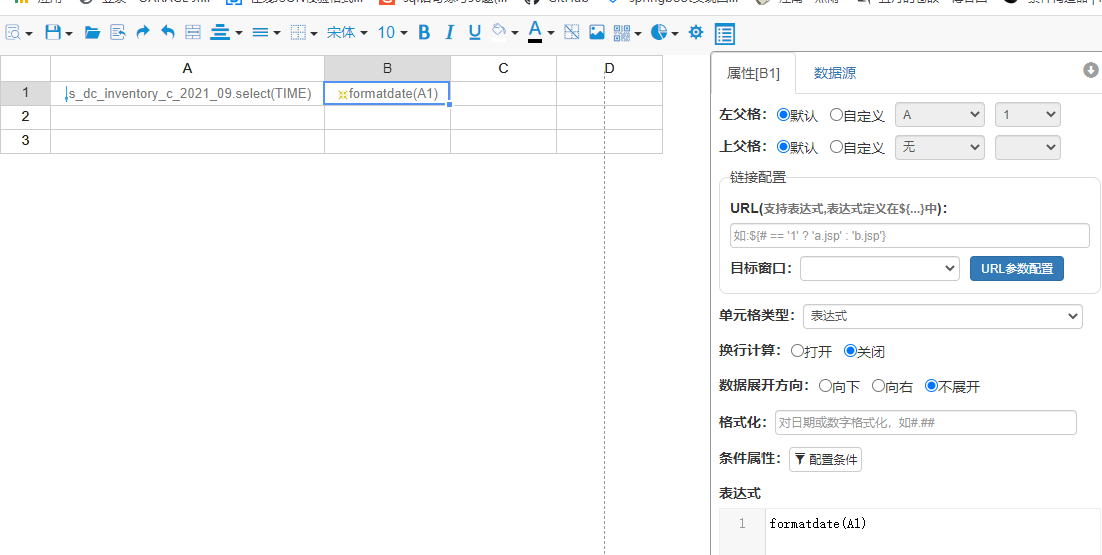 宋体 10 B I U A
属性[B1] 数据源
A B C D
1 s_dc_inventory_c_2021_09.select(TIME) formatdate(A1)
2
3
左父格: 默认 自定义 A 1
上父格: 默认 自定义 无
链接配置
URL(支持表达式,表达式定义在${...}中):
如:${# == '1' ? 'a.jsp' : 'b.jsp'}
目标窗口: URL参数配置
单元格类型: 表达式
换行计算: 打开 关闭
数据展开方向: 向下 向右 不展开
格式化: 对日期或数字格式化，如#.##
条件属性: 配置条件
表达式
1 formatdate(A1)